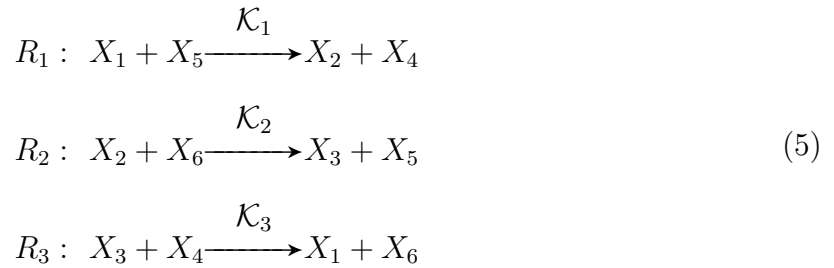 𝒦₁
R₁ : X₁ + X₅ ⟶ X₂ + X₄
𝒦₂
R₂ : X₂ + X₆ ⟶ X₃ + X₅ (5)
𝒦₃
R₃ : X₃ + X₄ ⟶ X₁ + X₆